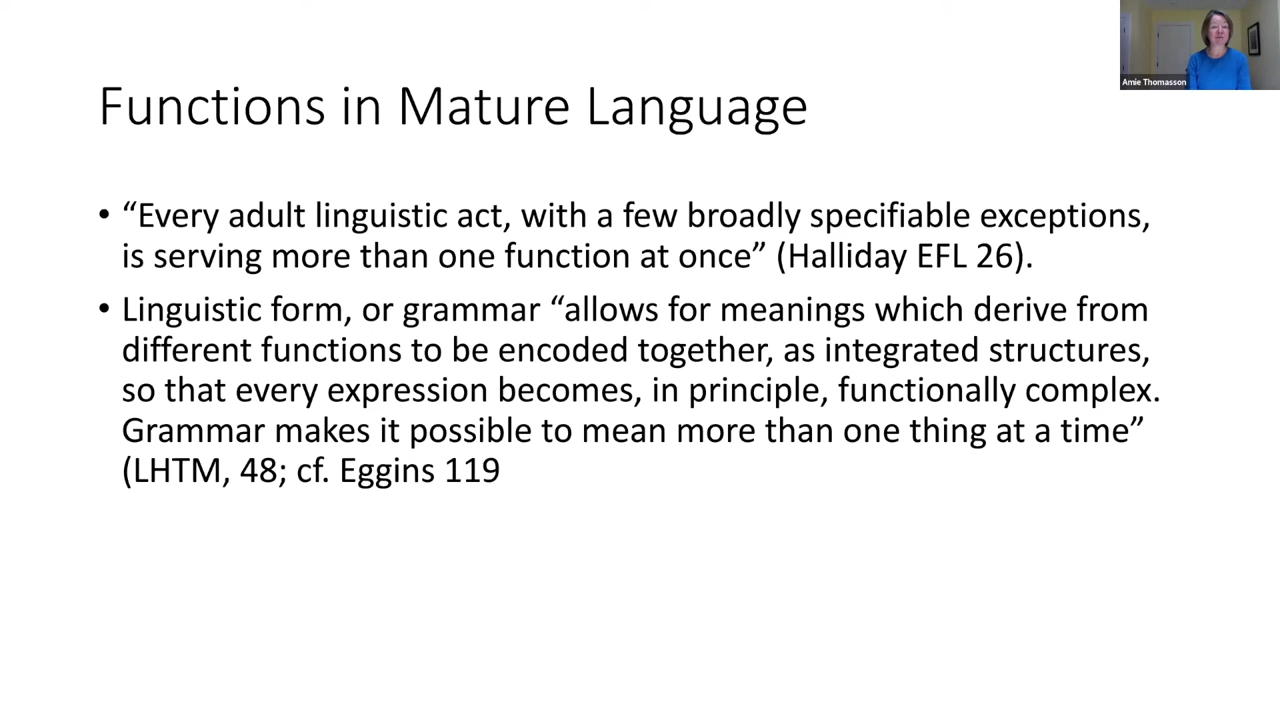 Amie Thomasson
Functions in Mature Language
• “Every adult linguistic act, with a few broadly specifiable exceptions,
is serving more than one function at once” (Halliday EFL 26).
• Linguistic form, or grammar “allows for meanings which derive from
different functions to be encoded together, as integrated structures,
so that every expression becomes, in principle, functionally complex.
Grammar makes it possible to mean more than one thing at a time”
(LHTM, 48; cf. Eggins 119